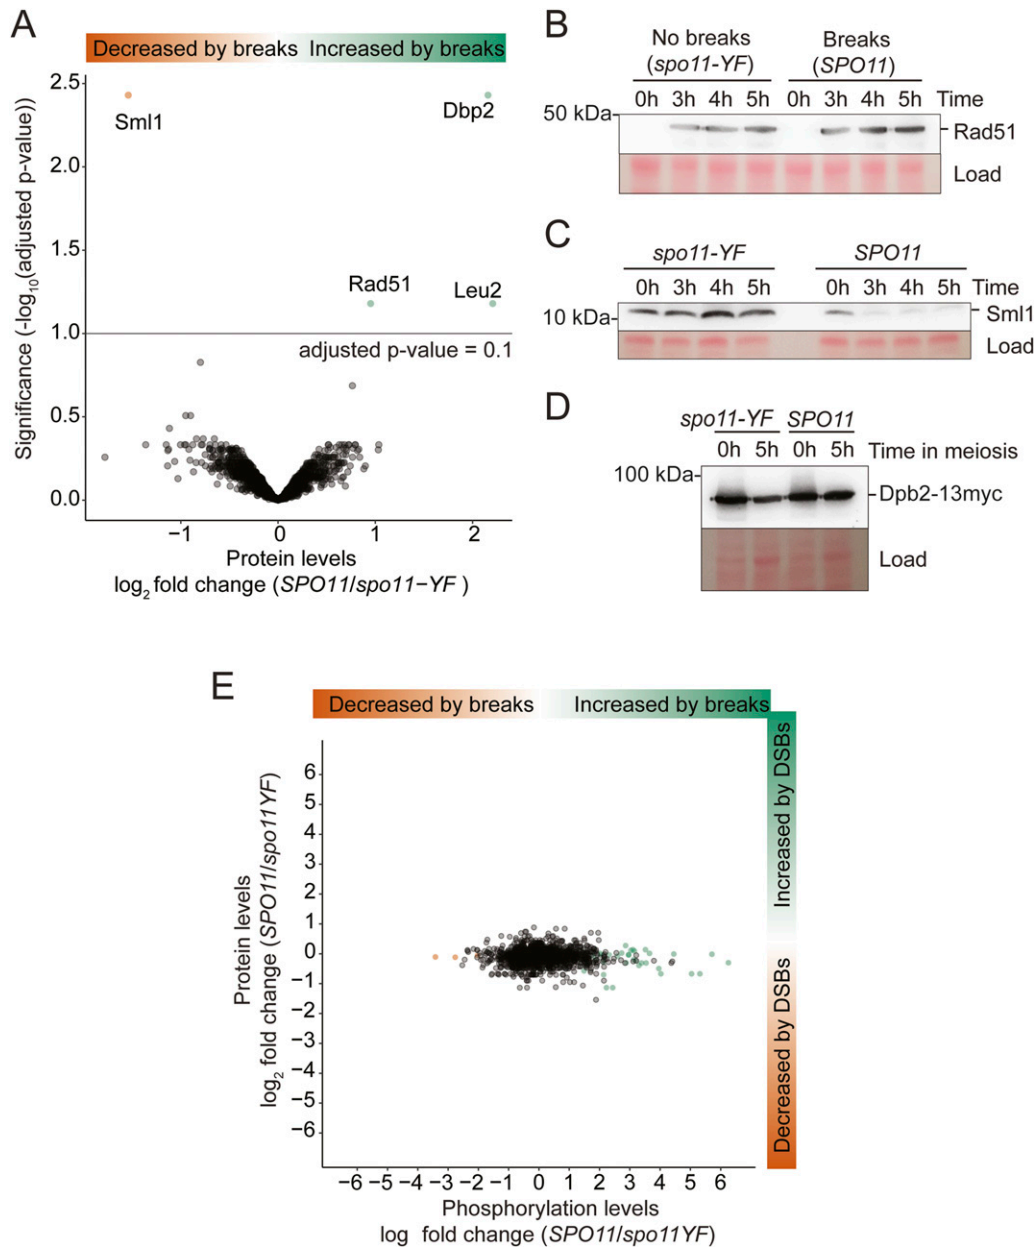 A
Decreased by breaks Increased by breaks
2.5
2.0
1.5
1.0
0.5
0.0
Significance (-log10(adjusted p-value))
Sml1
Dbp2
Rad51
Leu2
adjusted p-value = 0.1
−1 0 1 2
Protein levels
log2 fold change (SPO11/spo11−YF )
B
No breaks Breaks
(spo11-YF) (SPO11)
0h 3h 4h 5h 0h 3h 4h 5h Time
50 kDa
Rad51
Load
C
spo11-YF SPO11
0h 3h 4h 5h 0h 3h 4h 5h Time
10 kDa
Sml1
Load
D
spo11-YF SPO11
0h 5h 0h 5h Time in meiosis
100 kDa
Dpb2-13myc
Load
E
Decreased by breaks Increased by breaks
Increased by DSBs
Decreased by DSBs
Protein levels
log2 fold change (SPO11/spo11YF)
6
5
4
3
2
1
0
−1
−2
−3
−4
−5
−6
−6 −5 −4 −3 −2 −1 0 1 2 3 4 5 6
Phosphorylation levels
log fold change (SPO11/spo11YF)